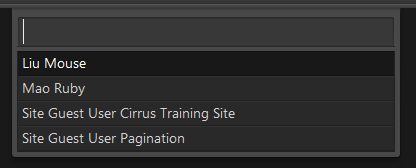 Liu Mouse
Mao Ruby
Site Guest User Cirrus Training Site
Site Guest User Pagination